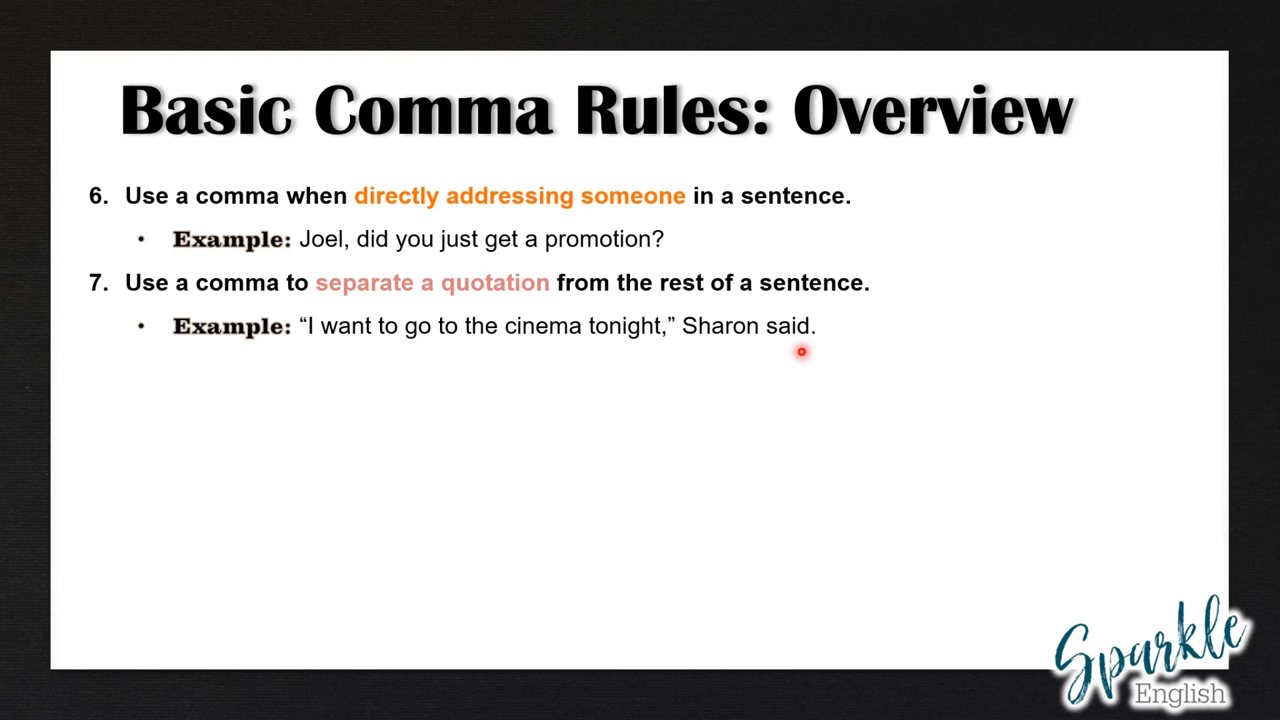 Basic Comma Rules: Overview
6. Use a comma when directly addressing someone in a sentence.
• Example: Joel, did you just get a promotion?
7. Use a comma to separate a quotation from the rest of a sentence.
• Example: “I want to go to the cinema tonight,” Sharon said.
Sparkle
English